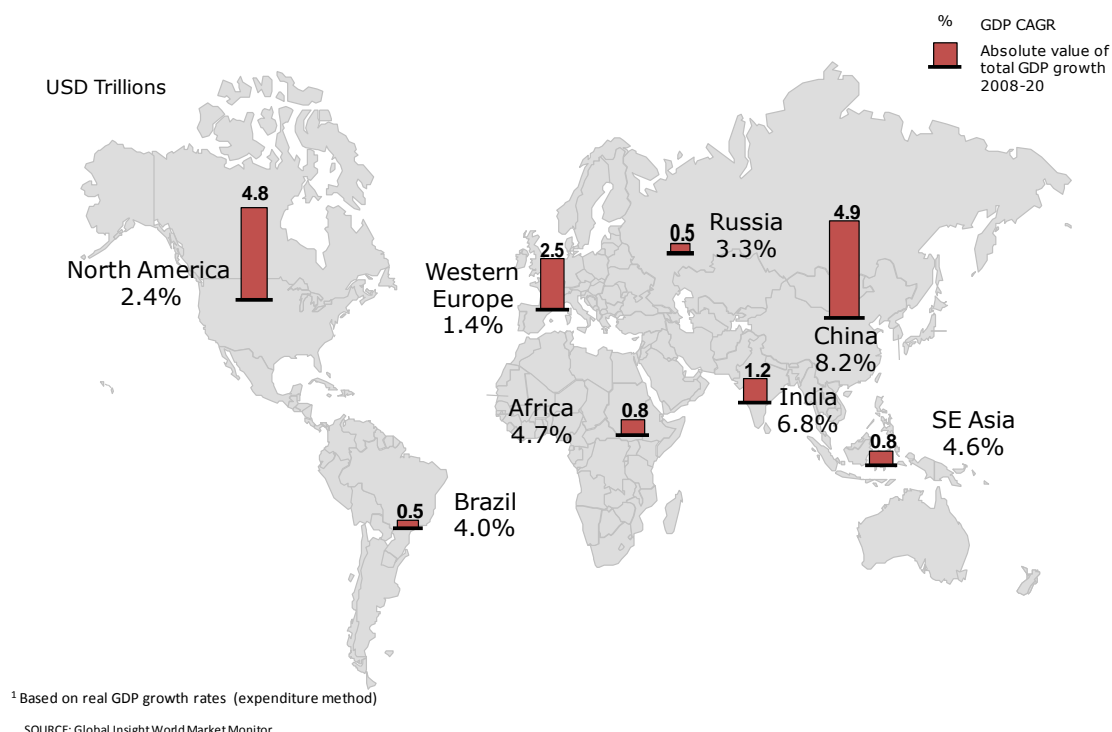 %
GDP CAGR
Absolute value of
total GDP growth
2008-20
USD Trillions
4.8
North America
2.4%
2.5
Western
Europe
1.4%
0.5
Russia
3.3%
4.9
China
8.2%
1.2
India
6.8%
Africa
4.7%
0.8
SE Asia
4.6%
0.8
Brazil
4.0%
0.5
1 Based on real GDP growth rates (expenditure method)
SOURCE: Global Insight World Market Monitor